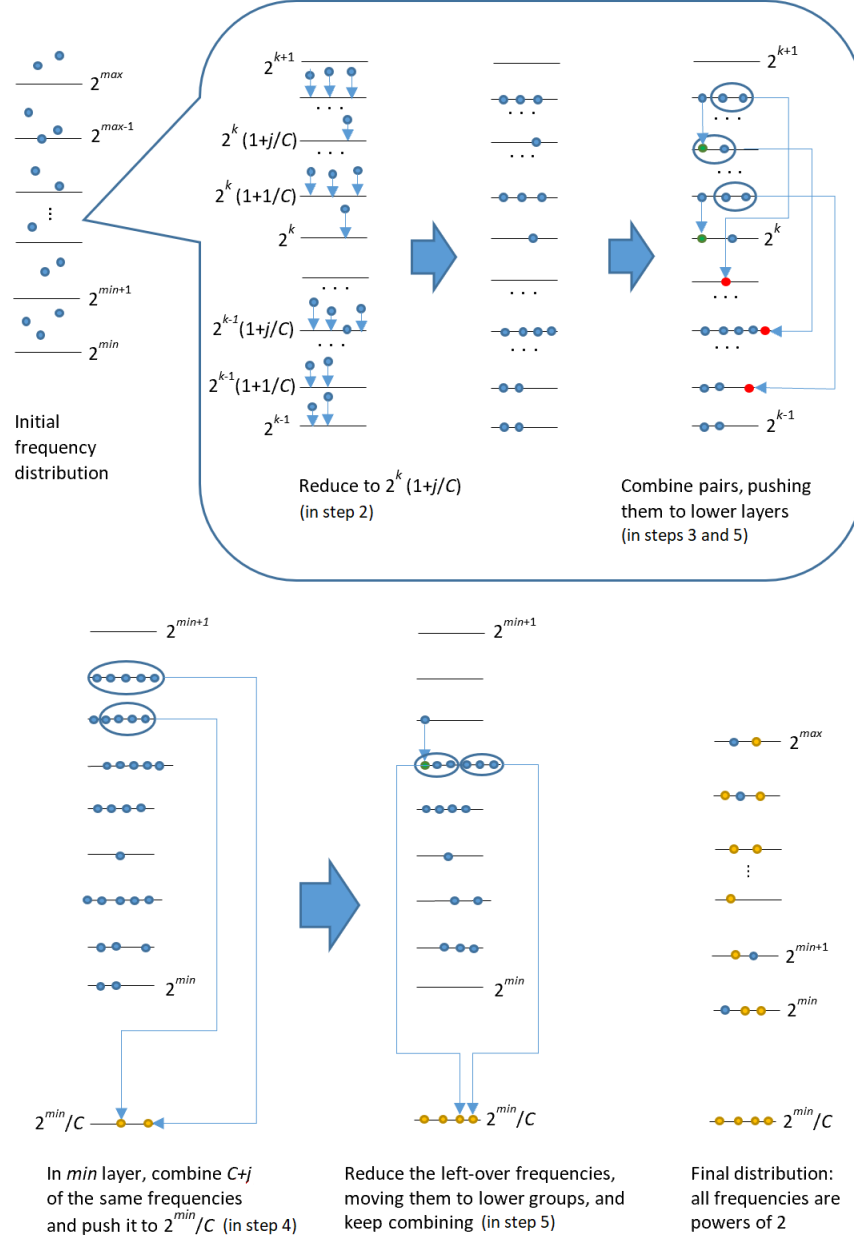 2^max
2^max-1
⋮
2^min+1
2^min
Initial
frequency
distribution
2^k+1
. . .
2^k (1+j/C)
. . .
2^k (1+1/C)
2^k
. . .
2^k-1(1+j/C)
. . .
2^k-1(1+1/C)
2^k-1
Reduce to 2^k (1+j/C)
(in step 2)
. . .
. . .
. . .
. . .
2^k+1
. . .
. . .
2^k
. . .
. . .
2^k-1
Combine pairs, pushing
them to lower layers
(in steps 3 and 5)
2^min+1
2^min
2^min/C
In min layer, combine C+j
of the same frequencies
and push it to 2^min/C (in step 4)
2^min+1
2^min
2^min/C
Reduce the left-over frequencies,
moving them to lower groups, and
keep combining (in step 5)
2^max
⋮
2^min+1
2^min
2^min/C
Final distribution:
all frequencies are
powers of 2